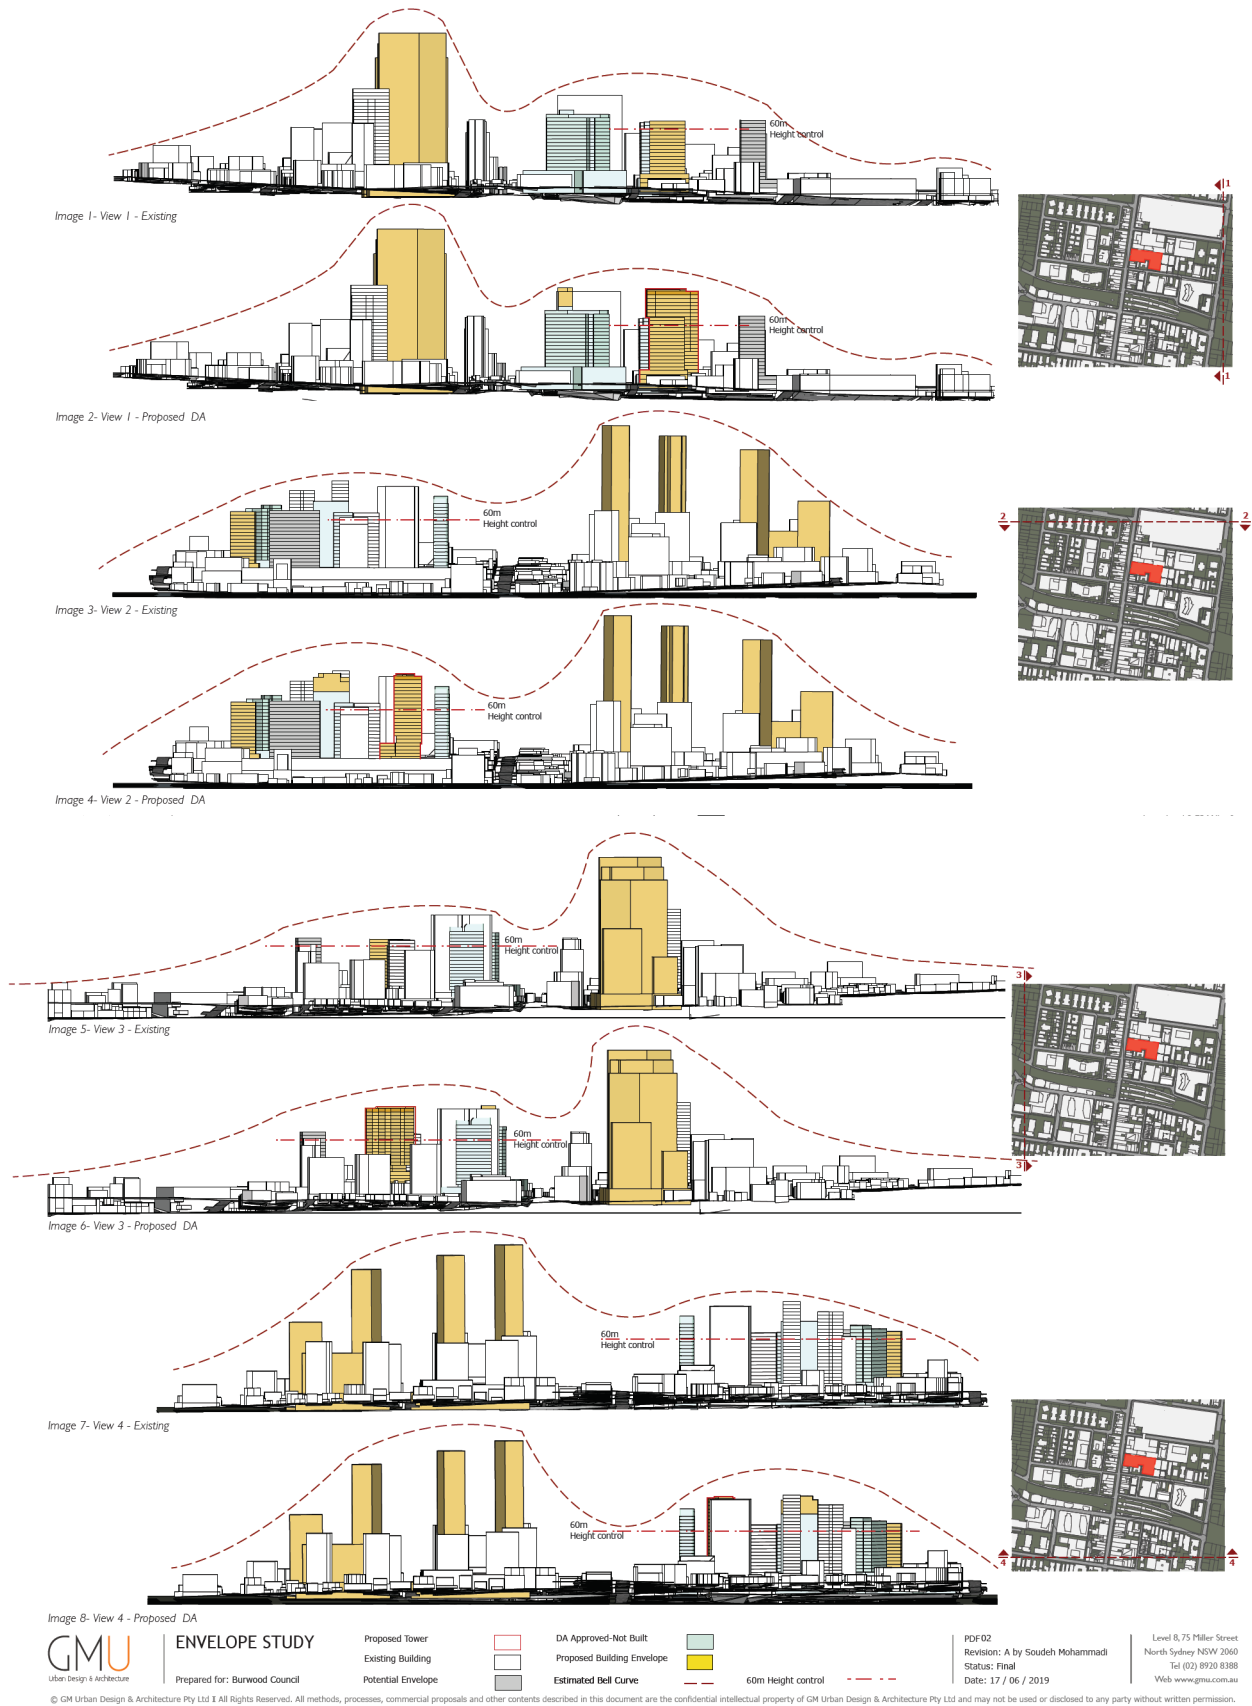 60m
Height control
1
Image 1- View 1 - Existing
60m
Height control
1
Image 2- View 1 - Proposed DA
60m
Height control
2
2
Image 3- View 2 - Existing
60m
Height control
Image 4- View 2 - Proposed DA
60m
Height control
3
Image 5- View 3 - Existing
60m
Height control
3
Image 6- View 3 - Proposed DA
60m
Height control
Image 7- View 4 - Existing
60m
Height control
4
4
Image 8- View 4 - Proposed DA
GMU
Urban Design & Architecture
ENVELOPE STUDY
Prepared for: Burwood Council
Proposed Tower
Existing Building
Potential Envelope
DA Approved-Not Built
Proposed Building Envelope
Estimated Bell Curve
60m Height control
PDF02
Revision: A by Soudeh Mohammadi
Status: Final
Date: 17 / 06 / 2019
Level 8, 75 Miller Street
North Sydney NSW 2060
Tel (02) 8920 8388
Web www.gmu.com.au
© GM Urban Design & Architecture Pty Ltd I All Rights Reserved. All methods, processes, commercial proposals and other contents described in this document are the confidential intellectual property of GM Urban Design & Architecture Pty Ltd and may not be used or disclosed to any party without written permission.